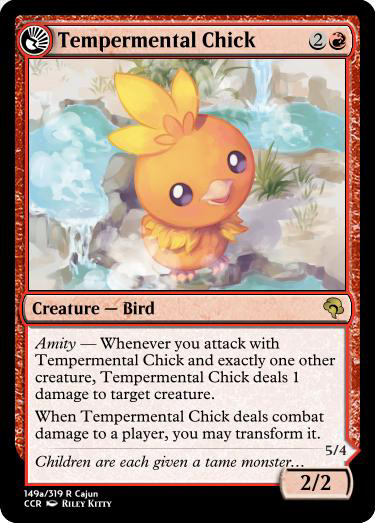 Tempermental Chick 2
Creature — Bird
Amity — Whenever you attack with
Tempermental Chick and exactly one other
creature, Tempermental Chick deals 1
damage to target creature.
When Tempermental Chick deals combat
damage to a player, you may transform it.
5/4
Children are each given a tame monster...
2/2
149a/319 R Cajun
CCR RILEY KITTY